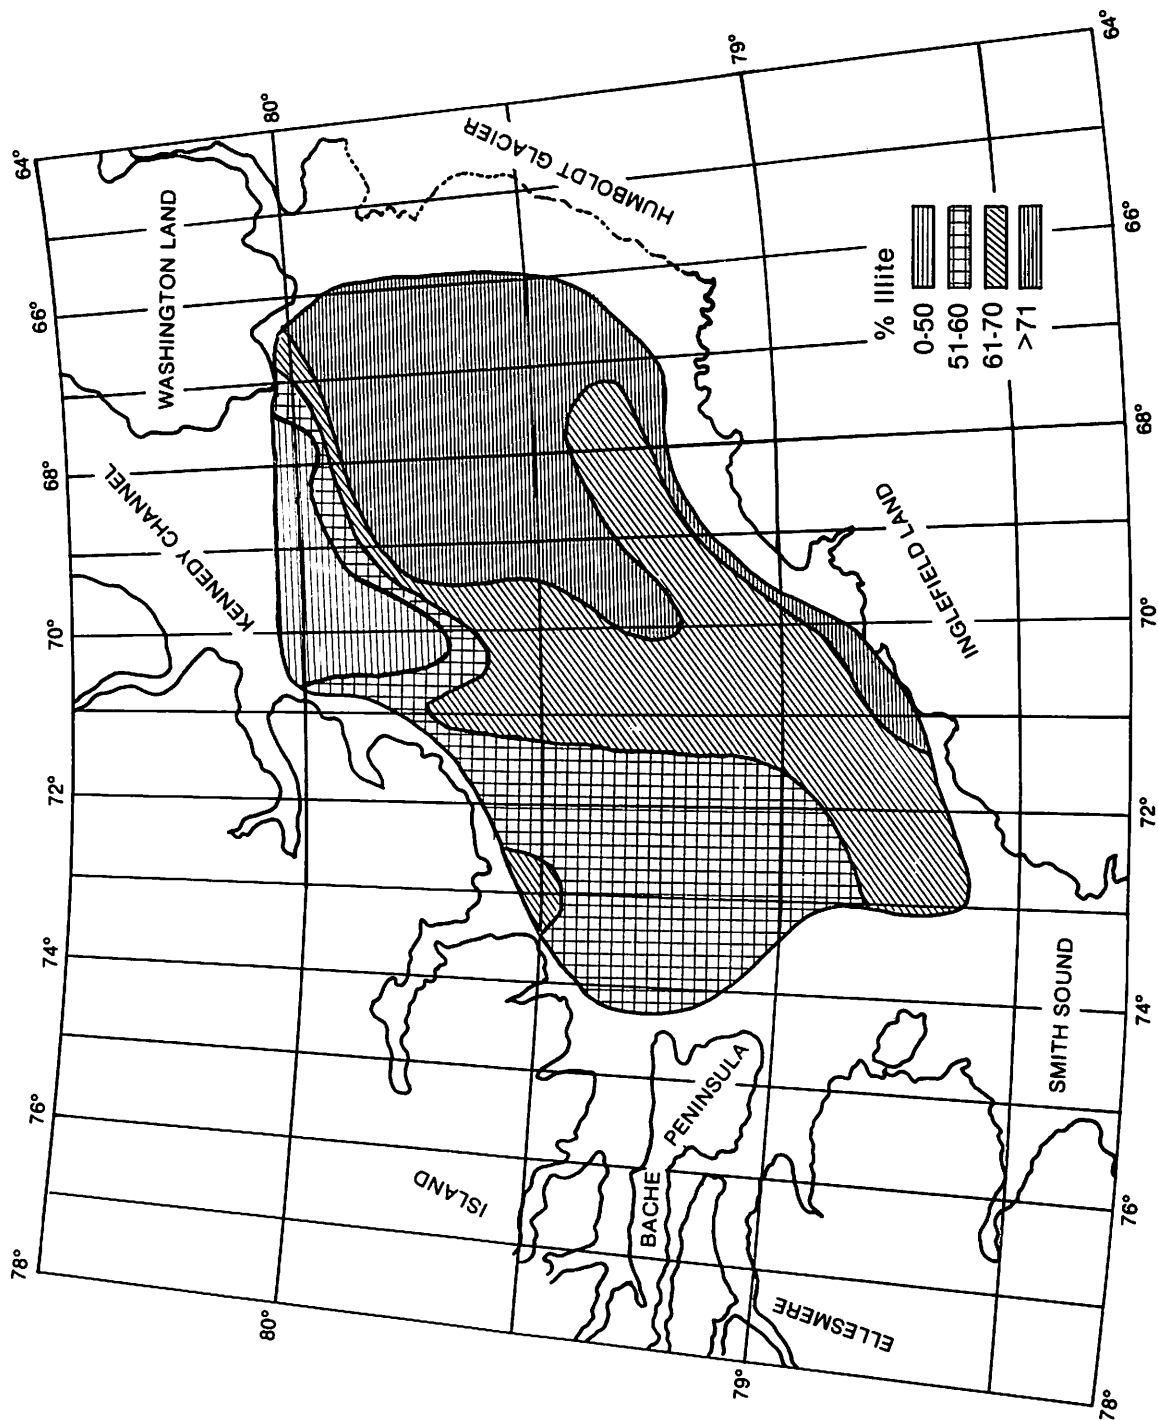 64°
66°
68°
70°
72°
74°
76°
78°
80°
79°
64°
66°
68°
70°
72°
74°
76°
78°
80°
79°
WASHINGTON LAND
KENNEDY CHANNEL
HUMBOLDT GLACIER
INGLEFIELD LAND
SMITH SOUND
BACHE
PENINSULA
ELLESMERE
ISLAND
% Illite
0-50
51-60
61-70
>71